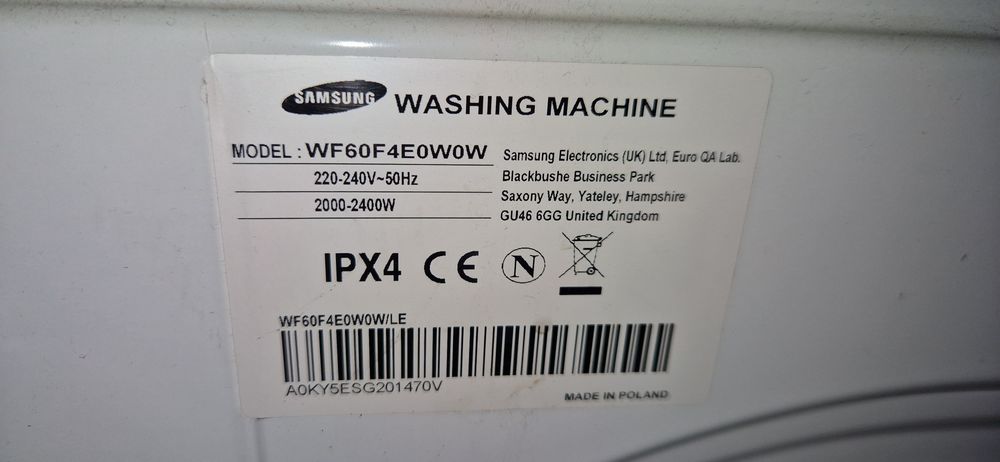 SAMSUNG WASHING MACHINE
MODEL : WF60F4E0W0W
220-240V~50Hz
2000-2400W
Samsung Electronics (UK) Ltd, Euro QA Lab.
Blackbushe Business Park
Saxony Way, Yateley, Hampshire
GU46 6GG United Kingdom
IPX4 CE N
WF60F4E0W0W/LE
A0KY5ESG201470V
MADE IN POLAND